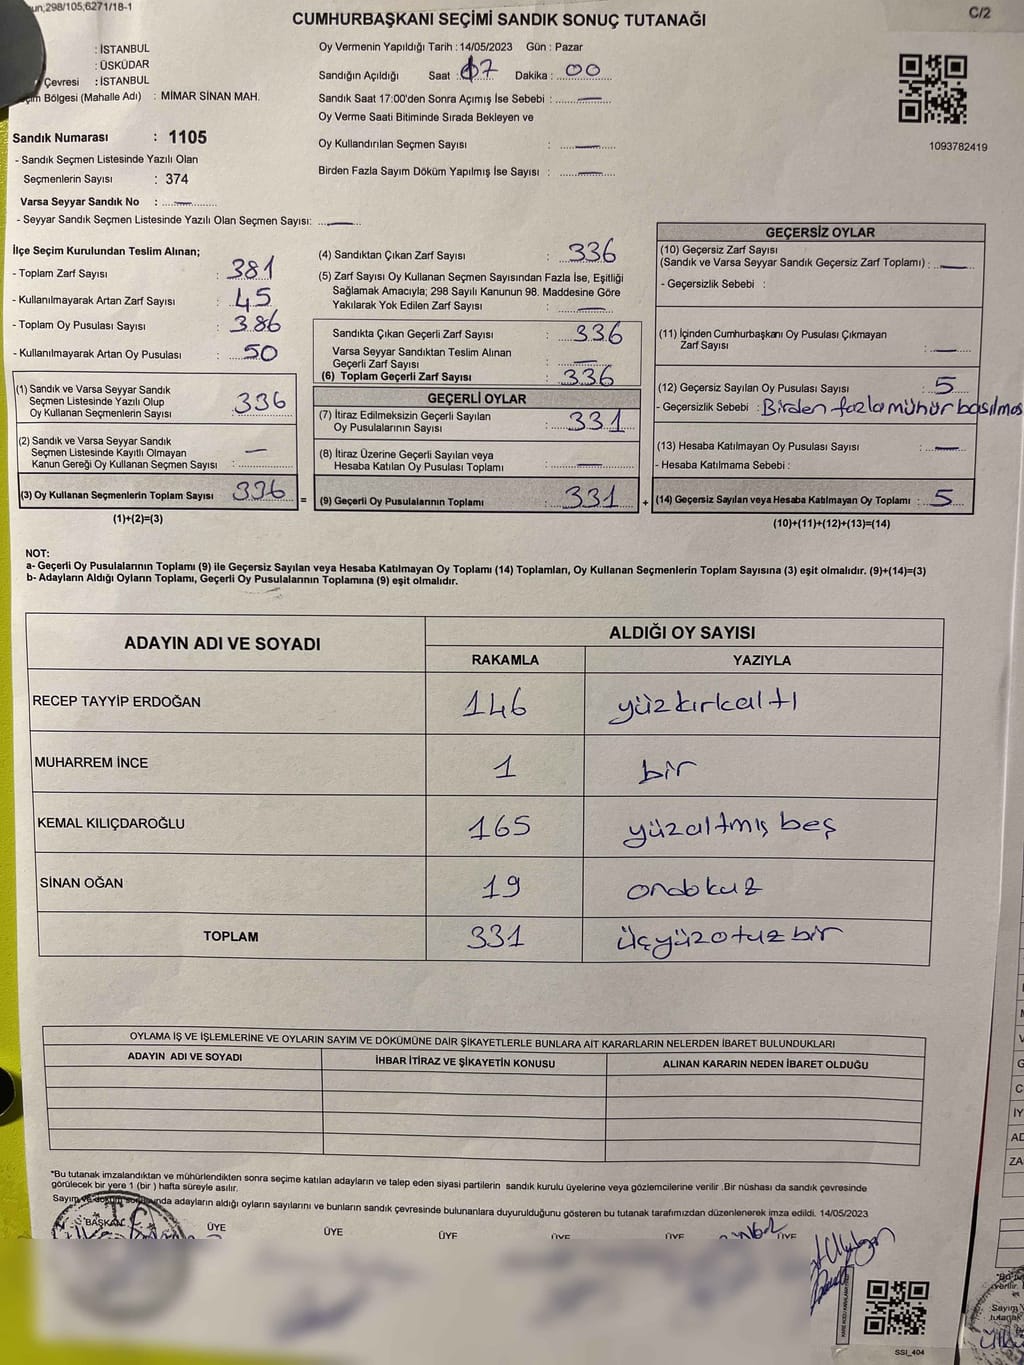 un;298/105;6271/18-1
CUMHURBAŞKANI SEÇİMİ SANDIK SONUÇ TUTANAĞI
C/2
: İSTANBUL
: ÜSKÜDAR
Çevresi : İSTANBUL
Bölgesi (Mahalle Adı) : MİMAR SİNAN MAH.
Sandık Numarası : 1105
- Sandık Seçmen Listesinde Yazılı Olan
Seçmenlerin Sayısı : 374
Varsa Seyyar Sandık No : —
- Seyyar Sandık Seçmen Listesinde Yazılı Olan Seçmen Sayısı: —
Oy Vermenin Yapıldığı Tarih : 14/05/2023 Gün : Pazar
Sandığın Açıldığı Saat : 07 Dakika : 00
Sandık Saat 17:00'den Sonra Açımış İse Sebebi : —
Oy Verme Saati Bitiminde Sırada Bekleyen ve
Oy Kullandırılan Seçmen Sayısı : —
Birden Fazla Sayım Döküm Yapılmış İse Sayısı : —
1093782419
İlçe Seçim Kurulundan Teslim Alınan;
- Toplam Zarf Sayısı : 381
- Kullanılmayarak Artan Zarf Sayısı : 45
- Toplam Oy Pusulası Sayısı : 386
- Kullanılmayarak Artan Oy Pusulası : 50
(1) Sandık ve Varsa Seyyar Sandık
Seçmen Listesinde Yazılı Olup
Oy Kullanan Seçmenlerin Sayısı : 336
(2) Sandık ve Varsa Seyyar Sandık
Seçmen Listesinde Kayıtlı Olmayan
Kanun Gereği Oy Kullanan Seçmen Sayısı : —
(3) Oy Kullanan Seçmenlerin Toplam Sayısı : 336 =
(1)+(2)=(3)
(4) Sandıktan Çıkan Zarf Sayısı : 336
(5) Zarf Sayısı Oy Kullanan Seçmen Sayısından Fazla İse, Eşitliği
Sağlamak Amacıyla; 298 Sayılı Kanunun 98. Maddesine Göre
Yakılarak Yok Edilen Zarf Sayısı : —
Sandıkta Çıkan Geçerli Zarf Sayısı : 336
Varsa Seyyar Sandıktan Teslim Alınan
Geçerli Zarf Sayısı : —
(6) Toplam Geçerli Zarf Sayısı : 336
GEÇERLİ OYLAR
(7) İtiraz Edilmeksizin Geçerli Sayılan
Oy Pusulalarının Sayısı : 331
(8) İtiraz Üzerine Geçerli Sayılan veya
Hesaba Katılan Oy Pusulası Toplamı : —
(9) Geçerli Oy Pusulalarının Toplamı : 331 +
GEÇERSİZ OYLAR
(10) Geçersiz Zarf Sayısı
(Sandık ve Varsa Seyyar Sandık Geçersiz Zarf Toplamı) : —
- Geçersizlik Sebebi :
(11) İçinden Cumhurbaşkanı Oy Pusulası Çıkmayan
Zarf Sayısı : —
(12) Geçersiz Sayılan Oy Pusulası Sayısı : 5
- Geçersizlik Sebebi : Birden fazla mühür basılmas
(13) Hesaba Katılmayan Oy Pusulası Sayısı : —
- Hesaba Katılmama Sebebi :
(14) Geçersiz Sayılan veya Hesaba Katılmayan Oy Toplamı : 5
(10)+(11)+(12)+(13)=(14)
NOT:
a- Geçerli Oy Pusulalarının Toplamı (9) ile Geçersiz Sayılan veya Hesaba Katılmayan Oy Toplamı (14) Toplamları, Oy Kullanan Seçmenlerin Toplam Sayısına (3) eşit olmalıdır. (9)+(14)=(3)
b- Adayların Aldığı Oyların Toplamı, Geçerli Oy Pusulalarının Toplamına (9) eşit olmalıdır.
ADAYIN ADI VE SOYADI ALDIĞI OY SAYISI
RAKAMLA YAZIYLA
RECEP TAYYİP ERDOĞAN 146 yüzkırkaltı
MUHARREM İNCE 1 bir
KEMAL KILIÇDAROĞLU 165 yüzaltmış beş
SİNAN OĞAN 19 ondokuz
TOPLAM 331 üçyüzotuz bir
OYLAMA İŞ VE İŞLEMLERİNE VE OYLARIN SAYIM VE DÖKÜMÜNE DAİR ŞİKAYETLERLE BUNLARA AİT KARARLARIN NELERDEN İBARET BULUNDUKLARI
ADAYIN ADI VE SOYADI İHBAR İTİRAZ VE ŞİKAYETİN KONUSU ALINAN KARARIN NEDEN İBARET OLDUĞU
*Bu tutanak imzalandıktan ve mühürlendikten sonra seçime katılan adayların ve talep eden siyasi partilerin sandık kurulu üyelerine veya gözlemcilerine verilir .Bir nüshası da sandık çevresinde
görülecek bir yere 1 (bir ) hafta süreyle asılır.
Sayım ve döküm sonucunda adayların aldığı oyların sayılarını ve bunların sandık çevresinde bulunanlara duyurulduğunu gösteren bu tutanak tarafımızdan düzenlenerek imza edildi. 14/05/2023
BAŞKAN ÜYE ÜYE ÜYE ÜYE ÜYE ÜYE
SSI_404